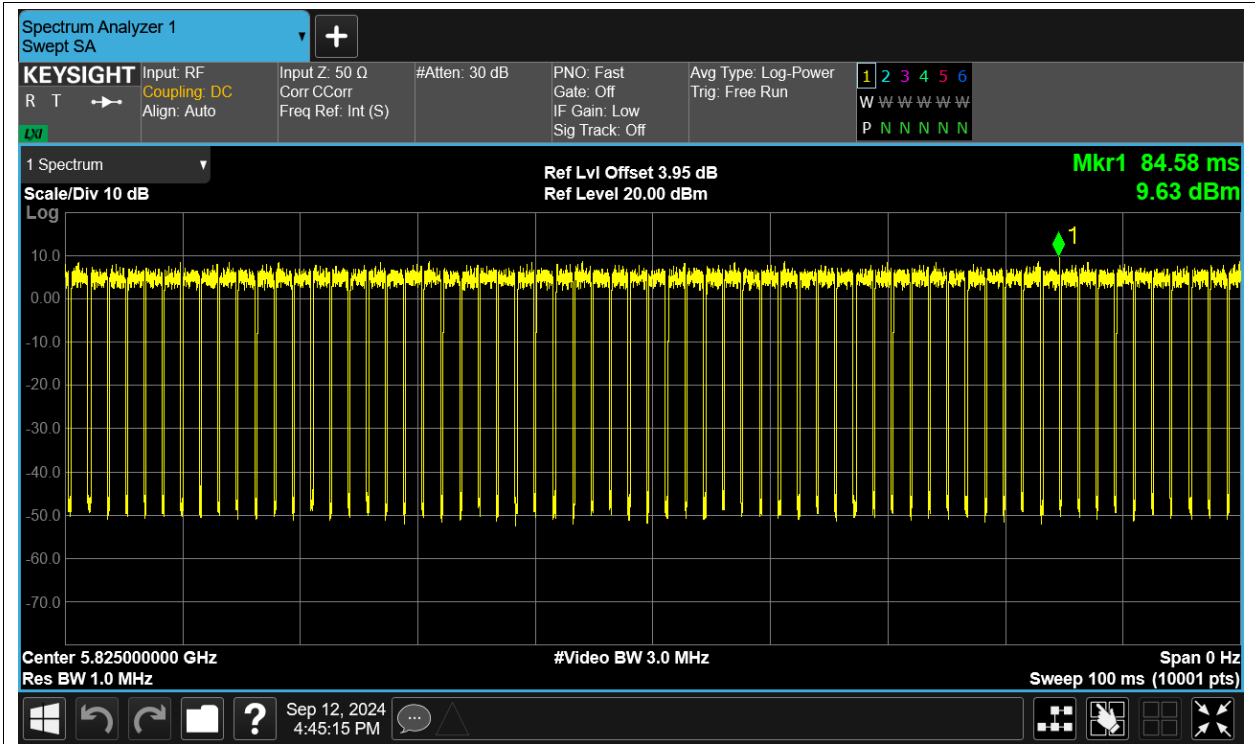 Spectrum Analyzer 1
Swept SA
KEYSIGHT
R T
LXI
Input: RF
Coupling: DC
Align: Auto
Input Z: 50 Ω
Corr CCorr
Freq Ref: Int (S)
#Atten: 30 dB
PNO: Fast
Gate: Off
IF Gain: Low
Sig Track: Off
Avg Type: Log-Power
Trig: Free Run
1 2 3 4 5 6
W W W W W W
P N N N N N
1 Spectrum
Scale/Div 10 dB
Log
Ref Lvl Offset 3.95 dB
Ref Level 20.00 dBm
Mkr1 84.58 ms
9.63 dBm
1
10.0
0.00
-10.0
-20.0
-30.0
-40.0
-50.0
-60.0
-70.0
Center 5.825000000 GHz
Res BW 1.0 MHz
#Video BW 3.0 MHz
Span 0 Hz
Sweep 100 ms (10001 pts)
?
Sep 12, 2024
4:45:15 PM